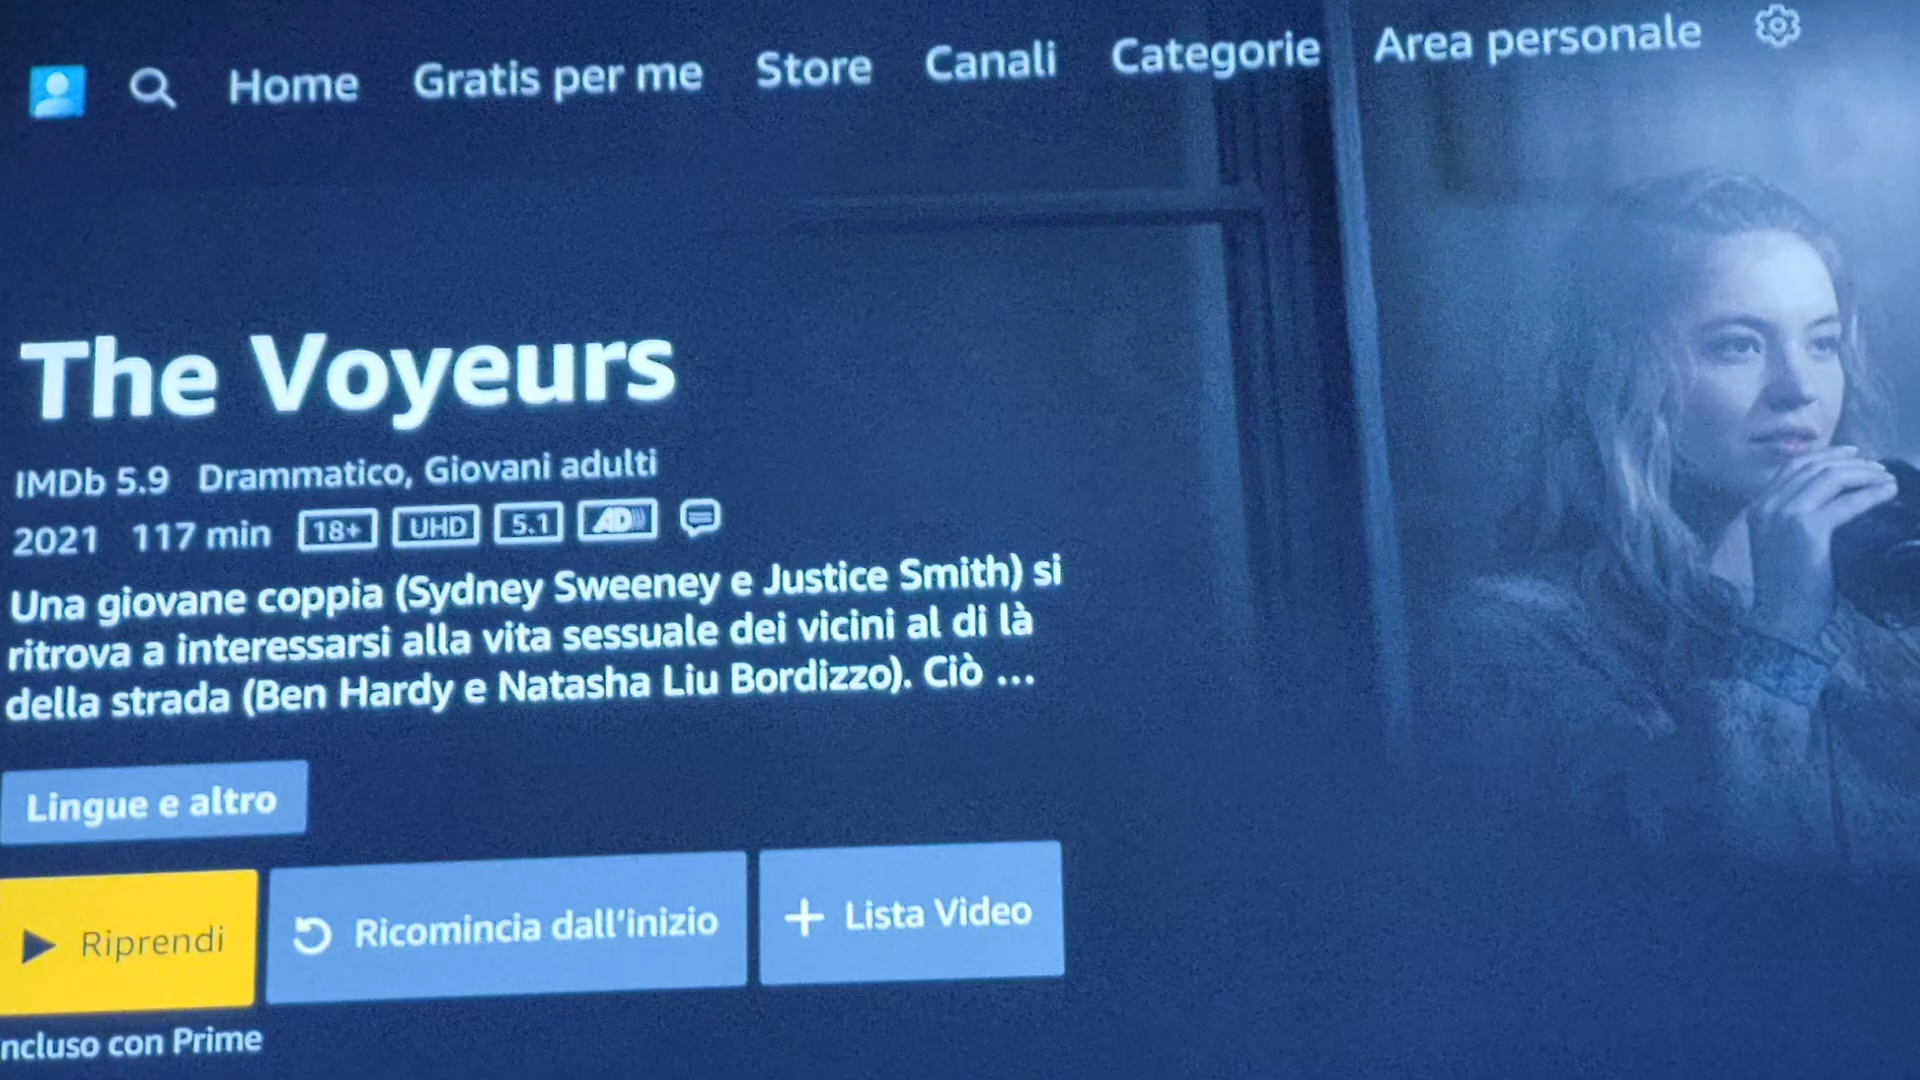 Home Gratis per me Store Canali Categorie Area personale
The Voyeurs
IMDb 5.9 Drammatico, Giovani adulti
2021 117 min 18+ UHD 5.1 AD
Una giovane coppia (Sydney Sweeney e Justice Smith) si
ritrova a interessarsi alla vita sessuale dei vicini al di là
della strada (Ben Hardy e Natasha Liu Bordizzo). Ciò ...
Lingue e altro
Riprendi Ricomincia dall'inizio + Lista Video
ncluso con Prime